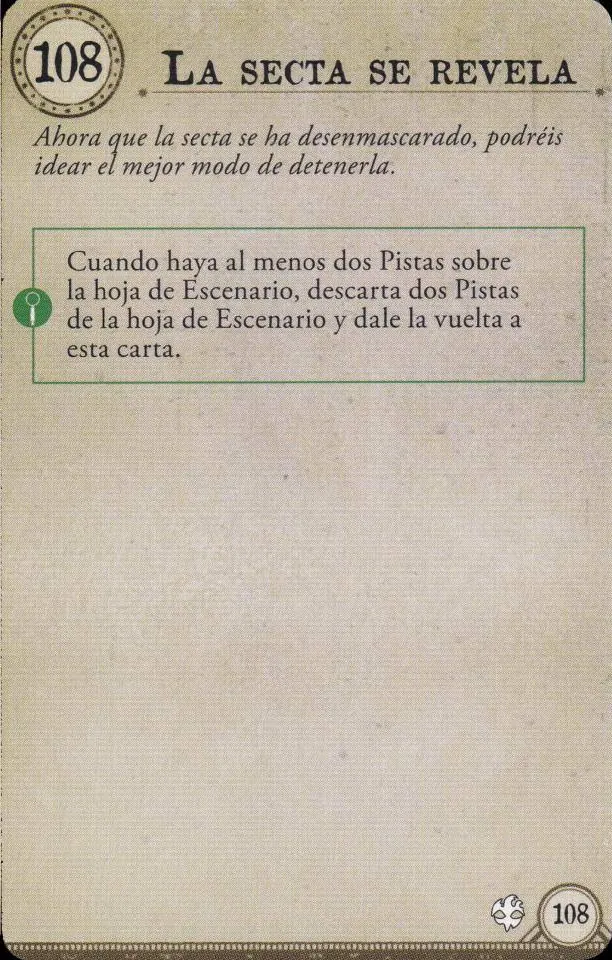 108
La secta se revela
Ahora que la secta se ha desenmascarado, podréis
idear el mejor modo de detenerla.
Cuando haya al menos dos Pistas sobre
la hoja de Escenario, descarta dos Pistas
de la hoja de Escenario y dale la vuelta a
esta carta.
108